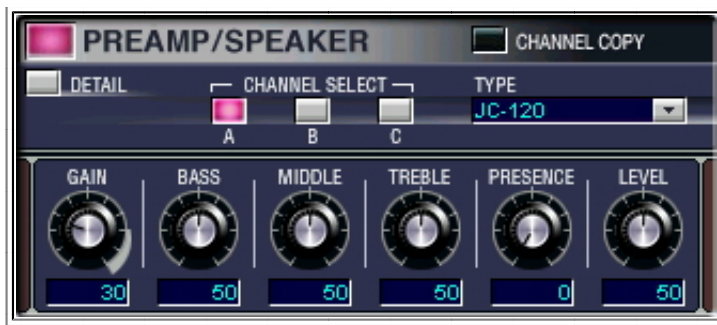 PREAMP/SPEAKER CHANNEL COPY
DETAIL CHANNEL SELECT TYPE
JC-120
A B C
GAIN BASS MIDDLE TREBLE PRESENCE LEVEL
30 50 50 50 0 50